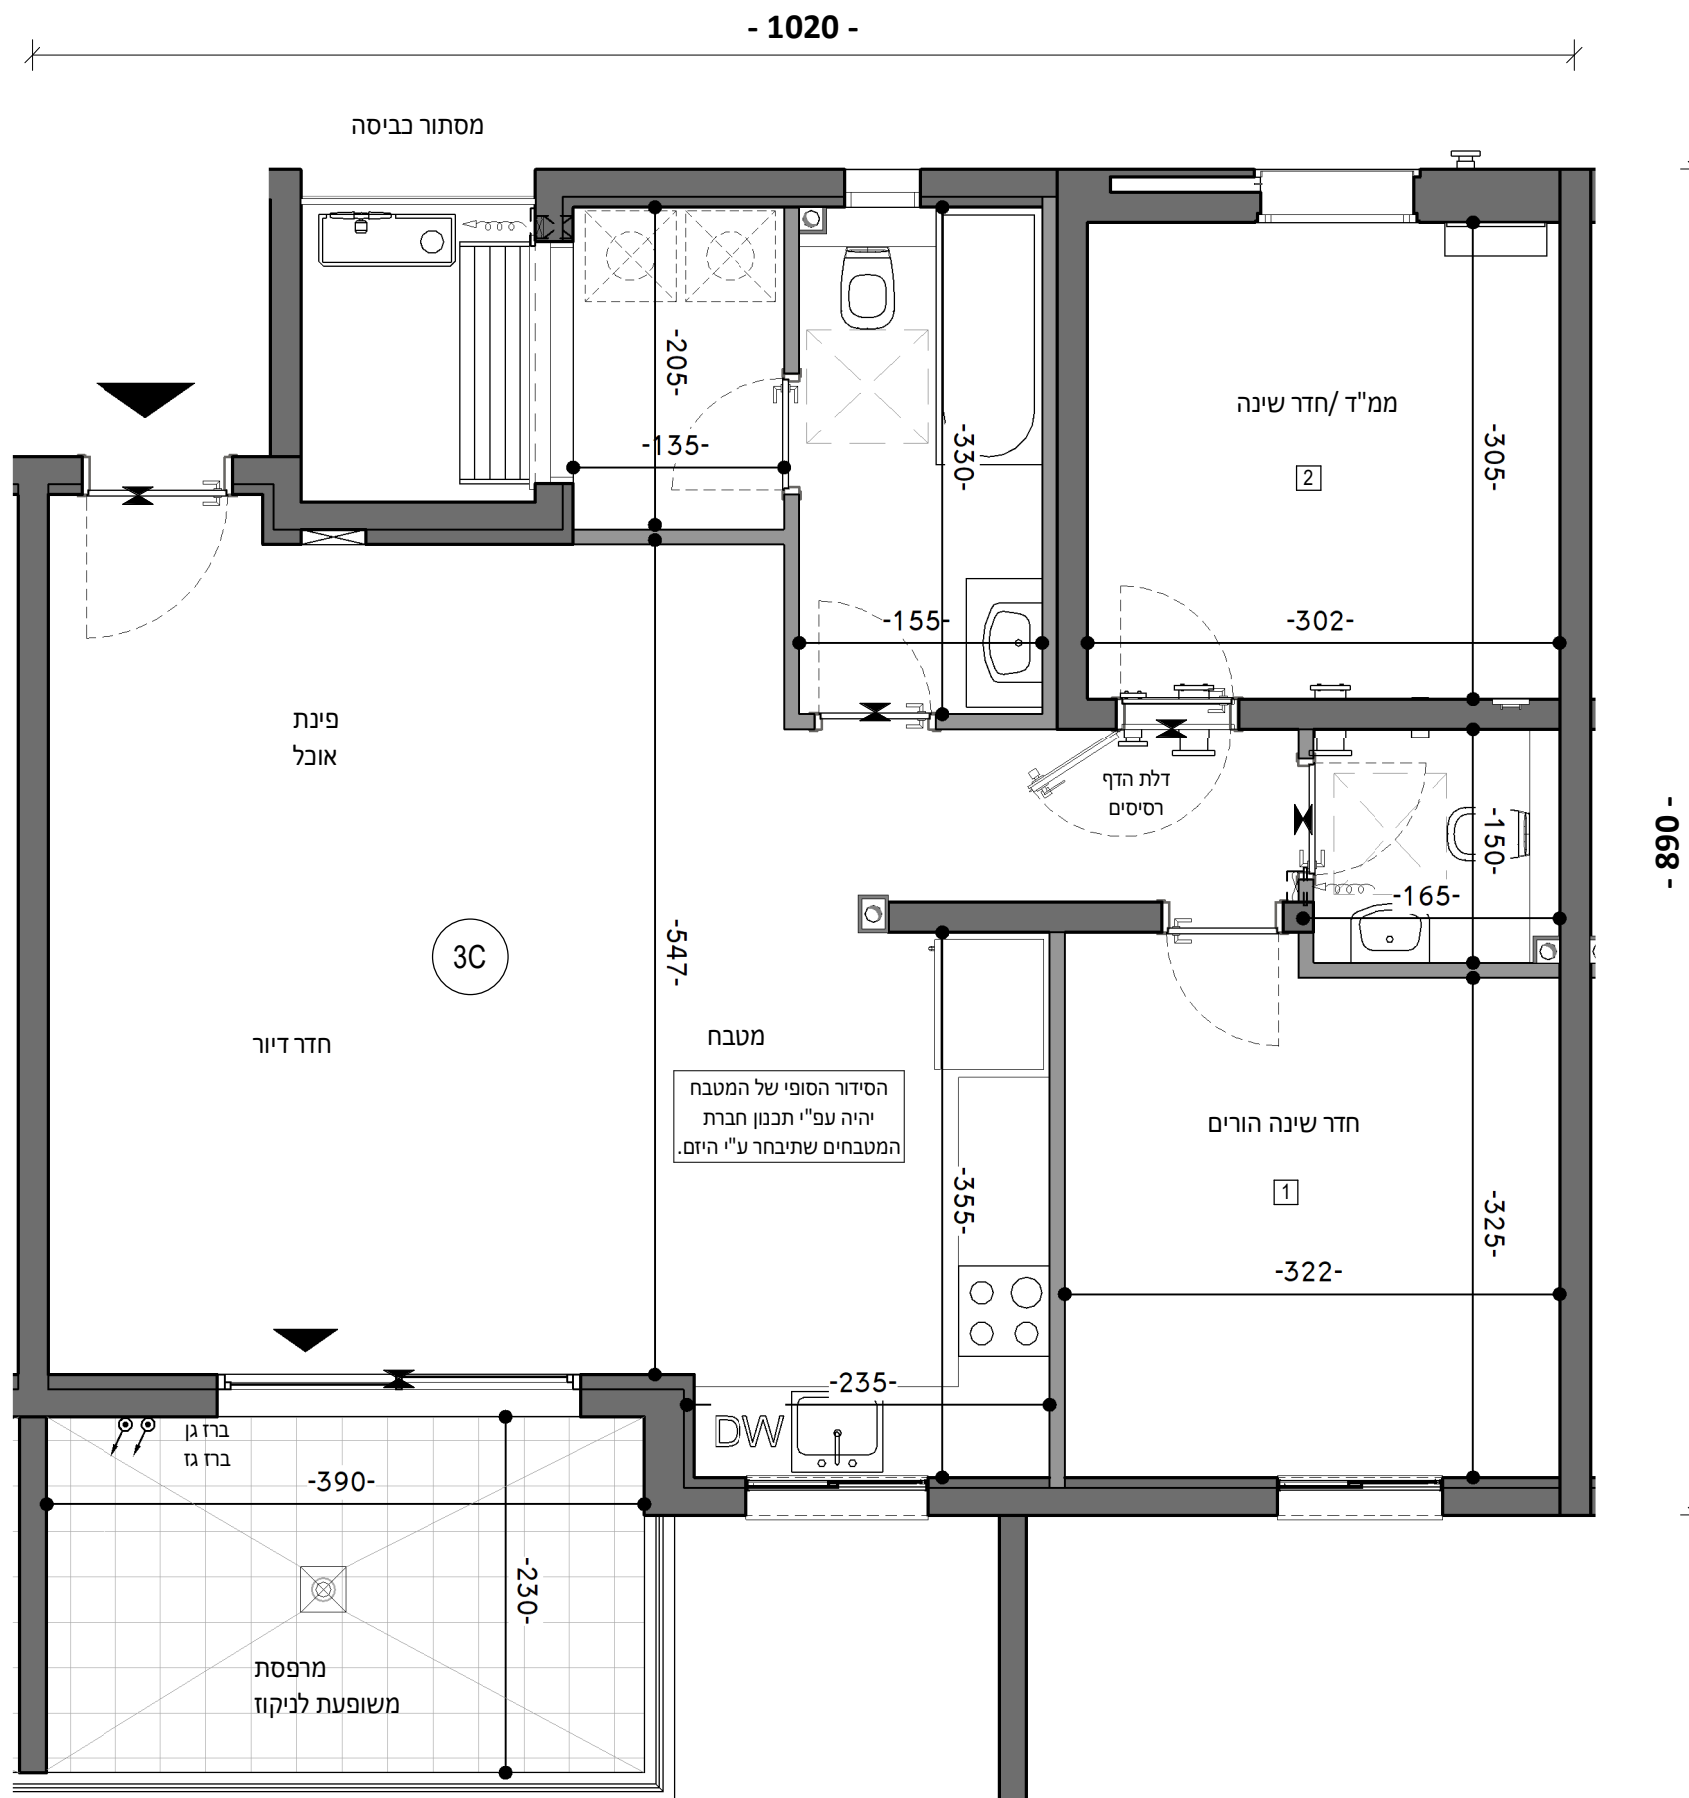 - 1020 -
מסתור כביסה
-205-
-135-
-330-
ממ"ד /חדר שינה
2
-305-
-302-
-155-
פינת
אוכל
דלת הדף
רסיסים
-150-
-165-
- 890 -
3C
-547-
חדר דיור
מטבח
הסידור הסופי של המטבח
יהיה עפ"י תכנון חברת
המטבחים שתיבחר ע"י היזם.
חדר שינה הורים
1
-355-
-325-
-322-
-235-
DW
ברז גן
ברז גז
-390-
-230-
מרפסת
משופעת לניקוז